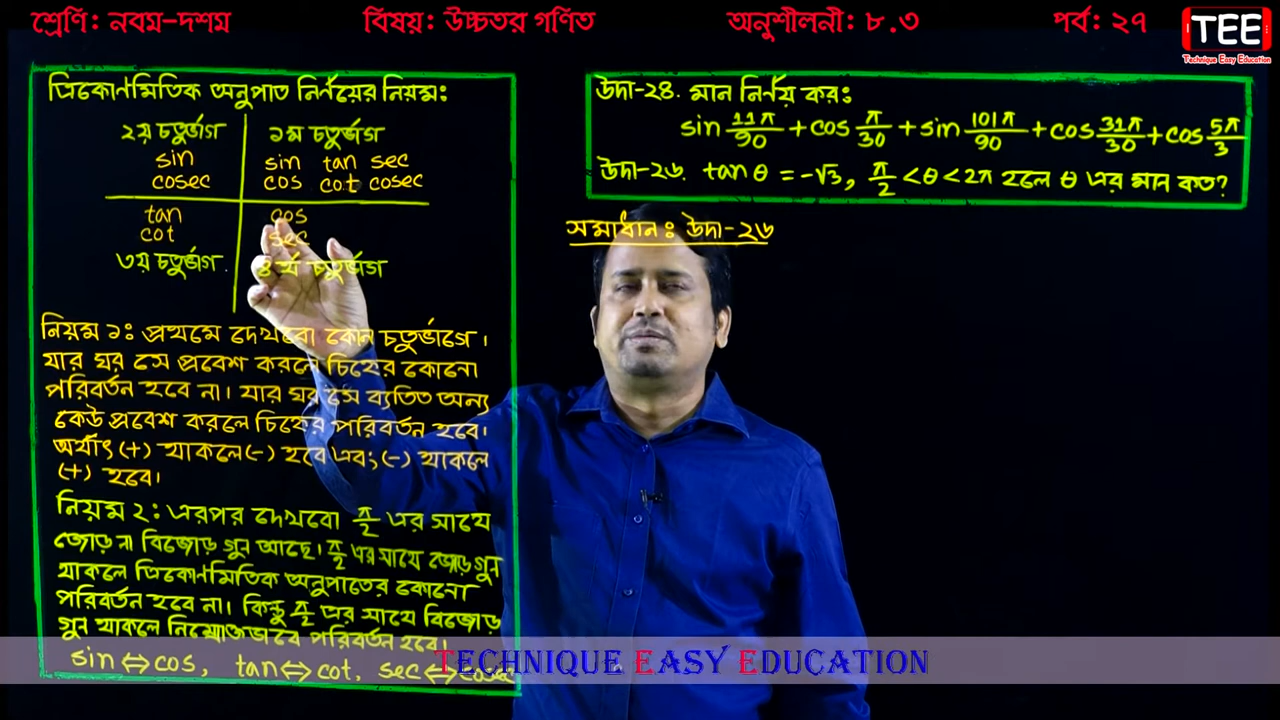 শ্রেণি: নবম-দশম
বিষয়: উচ্চতর গণিত
অনুশীলনী: ৮.৩
পর্ব: ২৭
TEE
Technique Easy Education
ত্রিকোণমিতিক অনুপাত নির্ণয়ের নিয়ম:
২য় চতুর্ভাগ
sin
cosec
১ম চতুর্ভাগ
sin tan sec
cos cot cosec
tan
cot
৩য় চতুর্ভাগ
cos
sec
৪র্থ চতুর্ভাগ
নিয়ম ১: প্রথমে দেখবো কোন চতুর্ভাগে।
যার ঘর সে প্রবেশ করলে চিহ্নের কোনো
পরিবর্তন হবে না। যার ঘর সে ব্যতিত অন্য
কেউ প্রবেশ করলে চিহ্নের পরিবর্তন হবে।
অর্থাৎ (+) থাকলে (-) হবে এবং (-) থাকলে
(+) হবে।
নিয়ম ২: এরপর দেখবো π/2 এর সাথে
জোড় না বিজোড় গুন আছে। π/2 এর সাথে জোড় গুন
থাকলে ত্রিকোণমিতিক অনুপাতের কোনো
পরিবর্তন হবে না। কিন্তু π/2 এর সাথে বিজোড়
গুন থাকলে নিম্নোক্তভাবে পরিবর্তন হবে।
sin⇔cos, tan⇔cot, sec⇔cosec
উদা-২৪. মান নির্ণয় কর:
sin 11π/90 + cos π/30 + sin 101π/90 + cos 31π/30 + cos 5π/3
উদা-২৬. tan θ = -√3, π/2 < θ < 2π হলে θ এর মান কত?
সমাধান: উদা-২৬
TECHNIQUE EASY EDUCATION